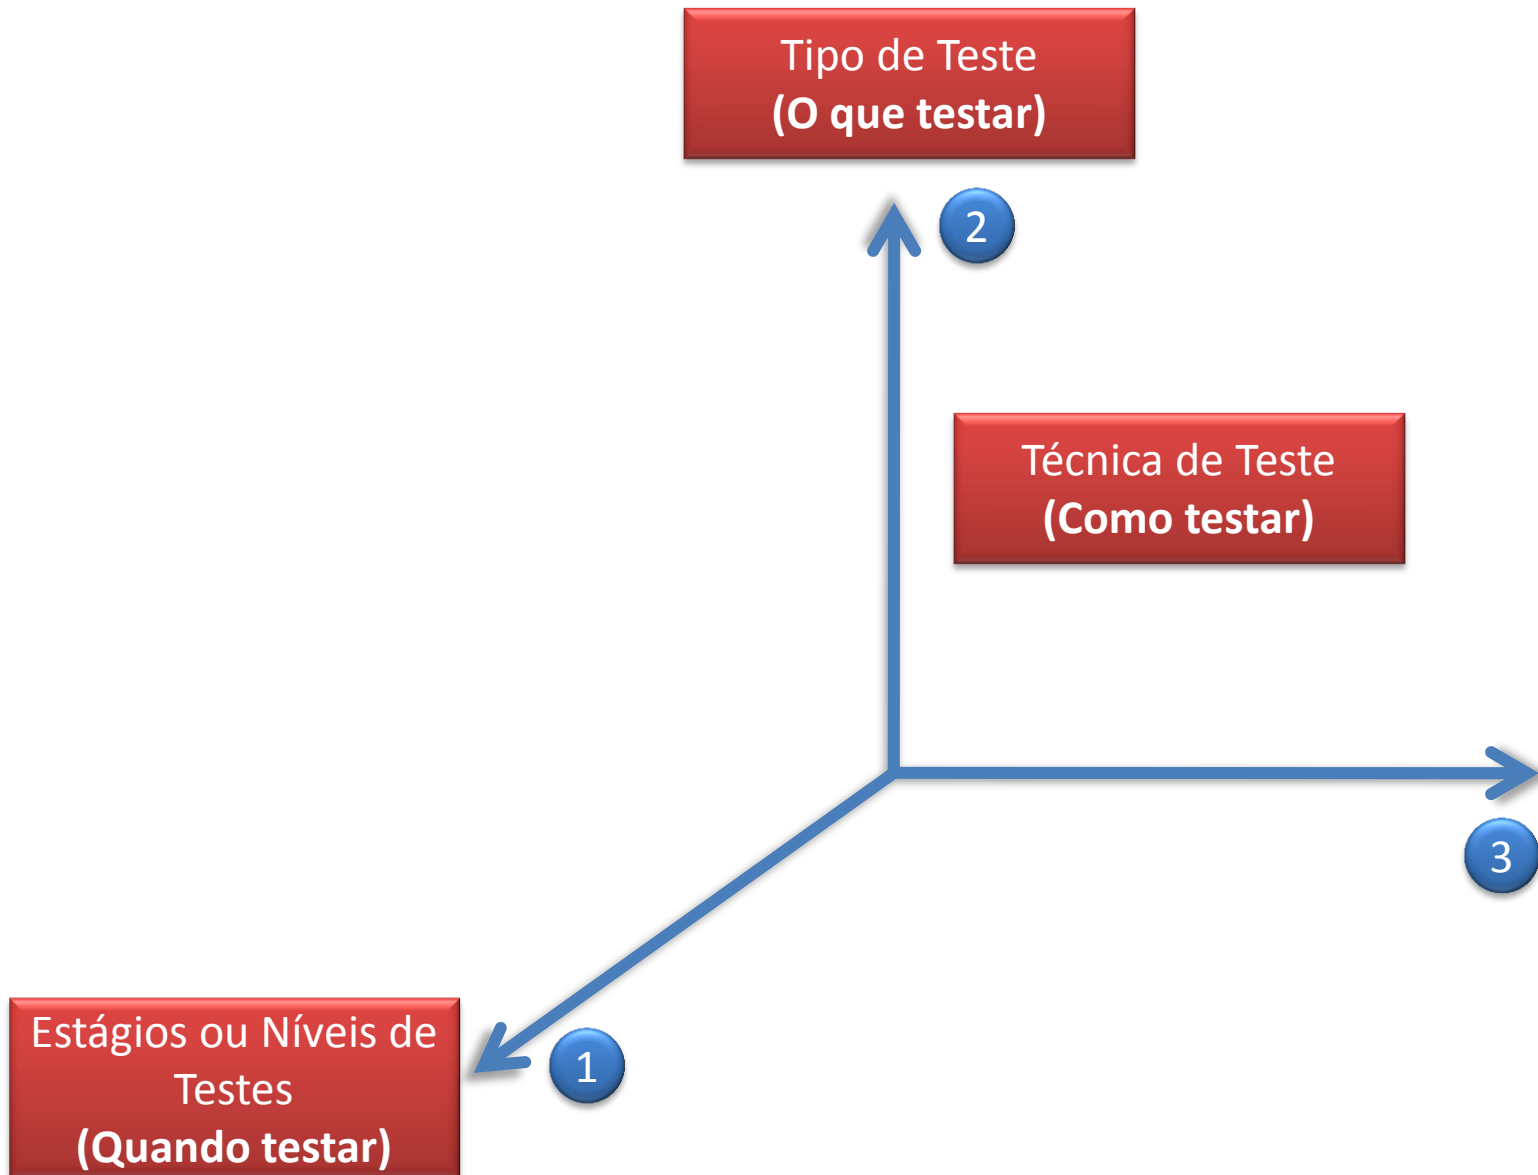 Tipo de Teste
(O que testar)
2
Técnica de Teste
(Como testar)
3
Estágios ou Níveis de
Testes
(Quando testar)
1